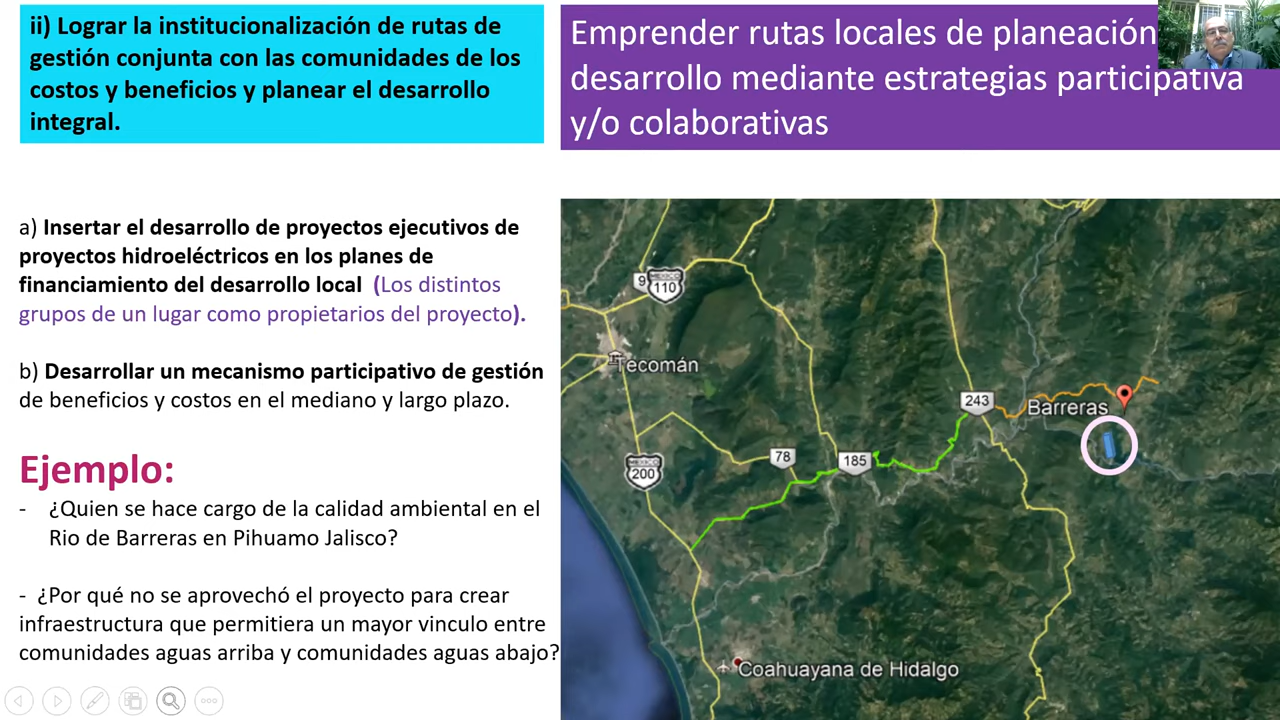 ii) Lograr la institucionalización de rutas de
gestión conjunta con las comunidades de los
costos y beneficios y planear el desarrollo
integral.
Emprender rutas locales de planeación
desarrollo mediante estrategias participativa
y/o colaborativas
a) Insertar el desarrollo de proyectos ejecutivos de
proyectos hidroeléctricos en los planes de
financiamiento del desarrollo local (Los distintos
grupos de un lugar como propietarios del proyecto).
b) Desarrollar un mecanismo participativo de gestión
de beneficios y costos en el mediano y largo plazo.
Ejemplo:
- ¿Quien se hace cargo de la calidad ambiental en el
Rio de Barreras en Pihuamo Jalisco?
- ¿Por qué no se aprovechó el proyecto para crear
infraestructura que permitiera un mayor vinculo entre
comunidades aguas arriba y comunidades aguas abajo?
9
MEXICO
110
Tecomán
243
Barreras
78
185
MEXICO
200
Coahuayana de Hidalgo